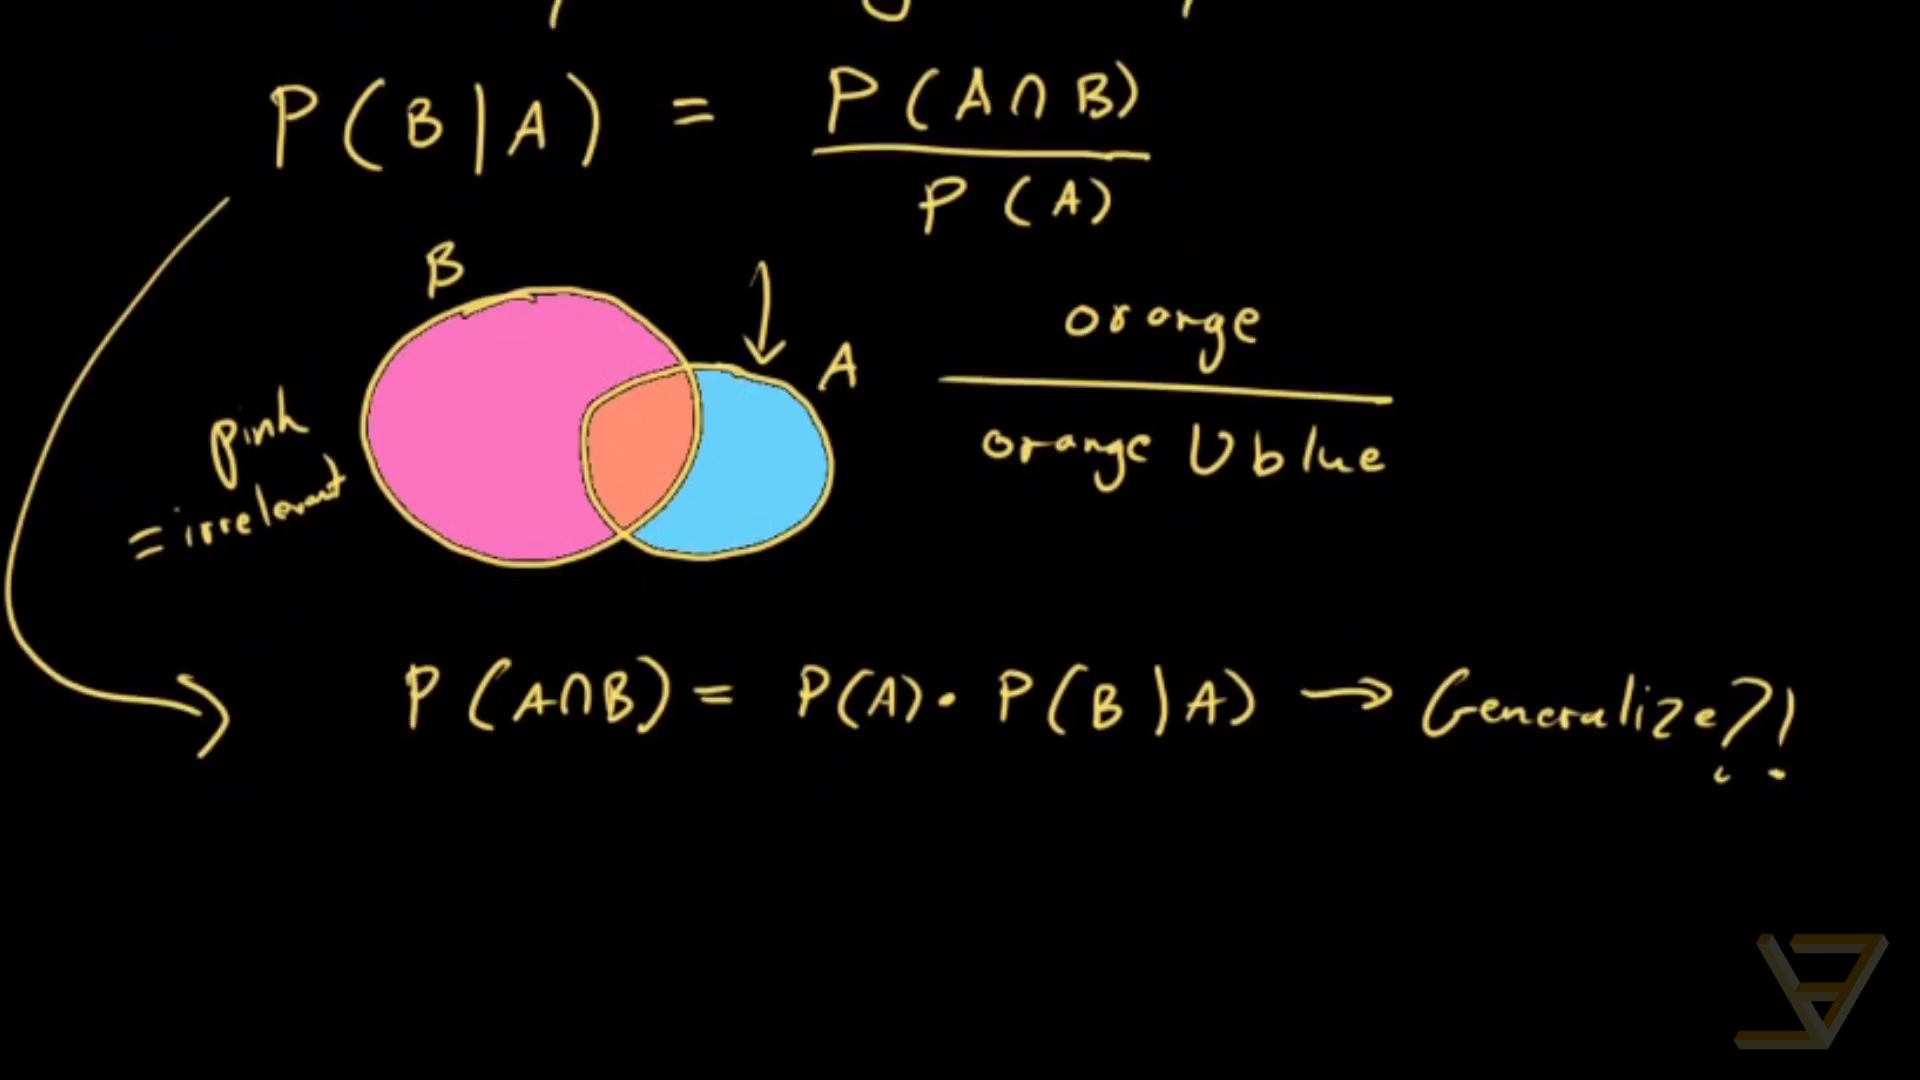 P(B|A) = P(A∩B)
P(A)
B
A
orange
orange ∪ blue
pink
= irrelevant
P(A∩B) = P(A) · P(B|A) → Generalize?!